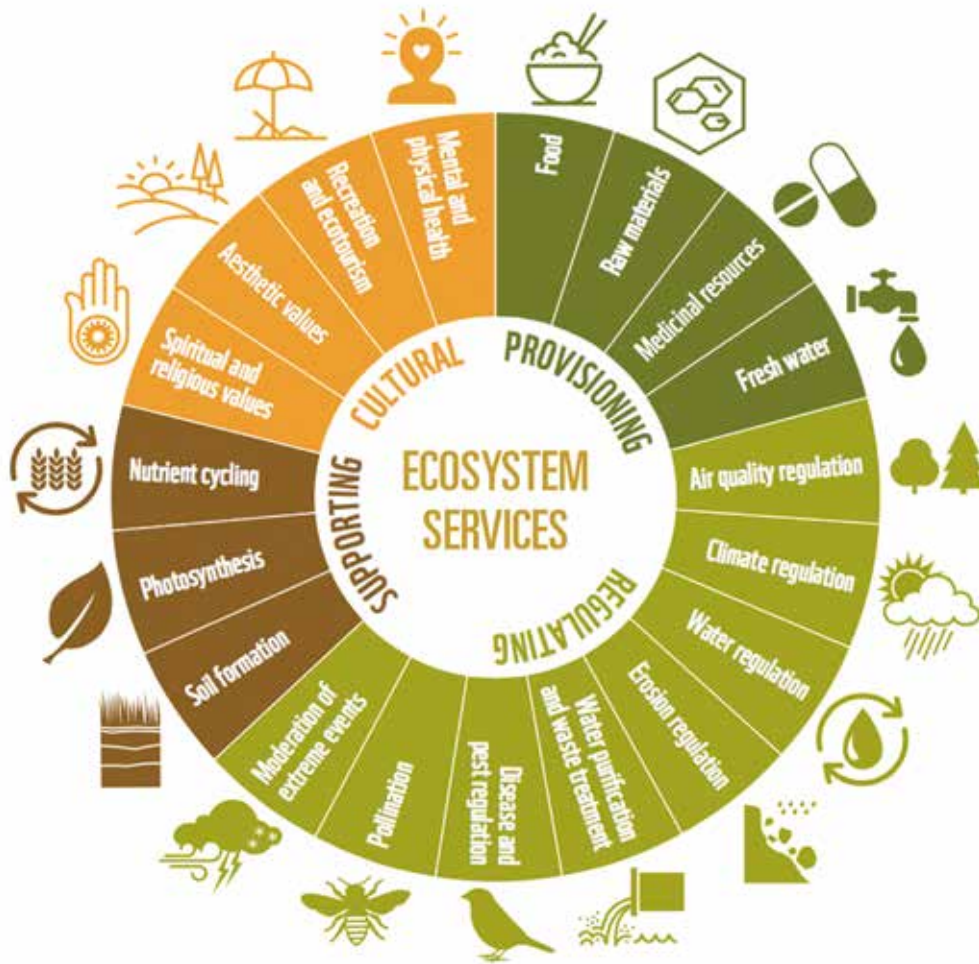 ECOSYSTEM
SERVICES
PROVISIONING
Food
Raw materials
Medicinal resources
Fresh water
REGULATING
Air quality regulation
Climate regulation
Water regulation
Erosion regulation
Water purification
and waste treatment
Disease and
pest regulation
Pollination
Moderation of
extreme events
SUPPORTING
Soil formation
Photosynthesis
Nutrient cycling
CULTURAL
Spiritual and
religious values
Aesthetic values
Recreation
and ecotourism
Mental and
physical health